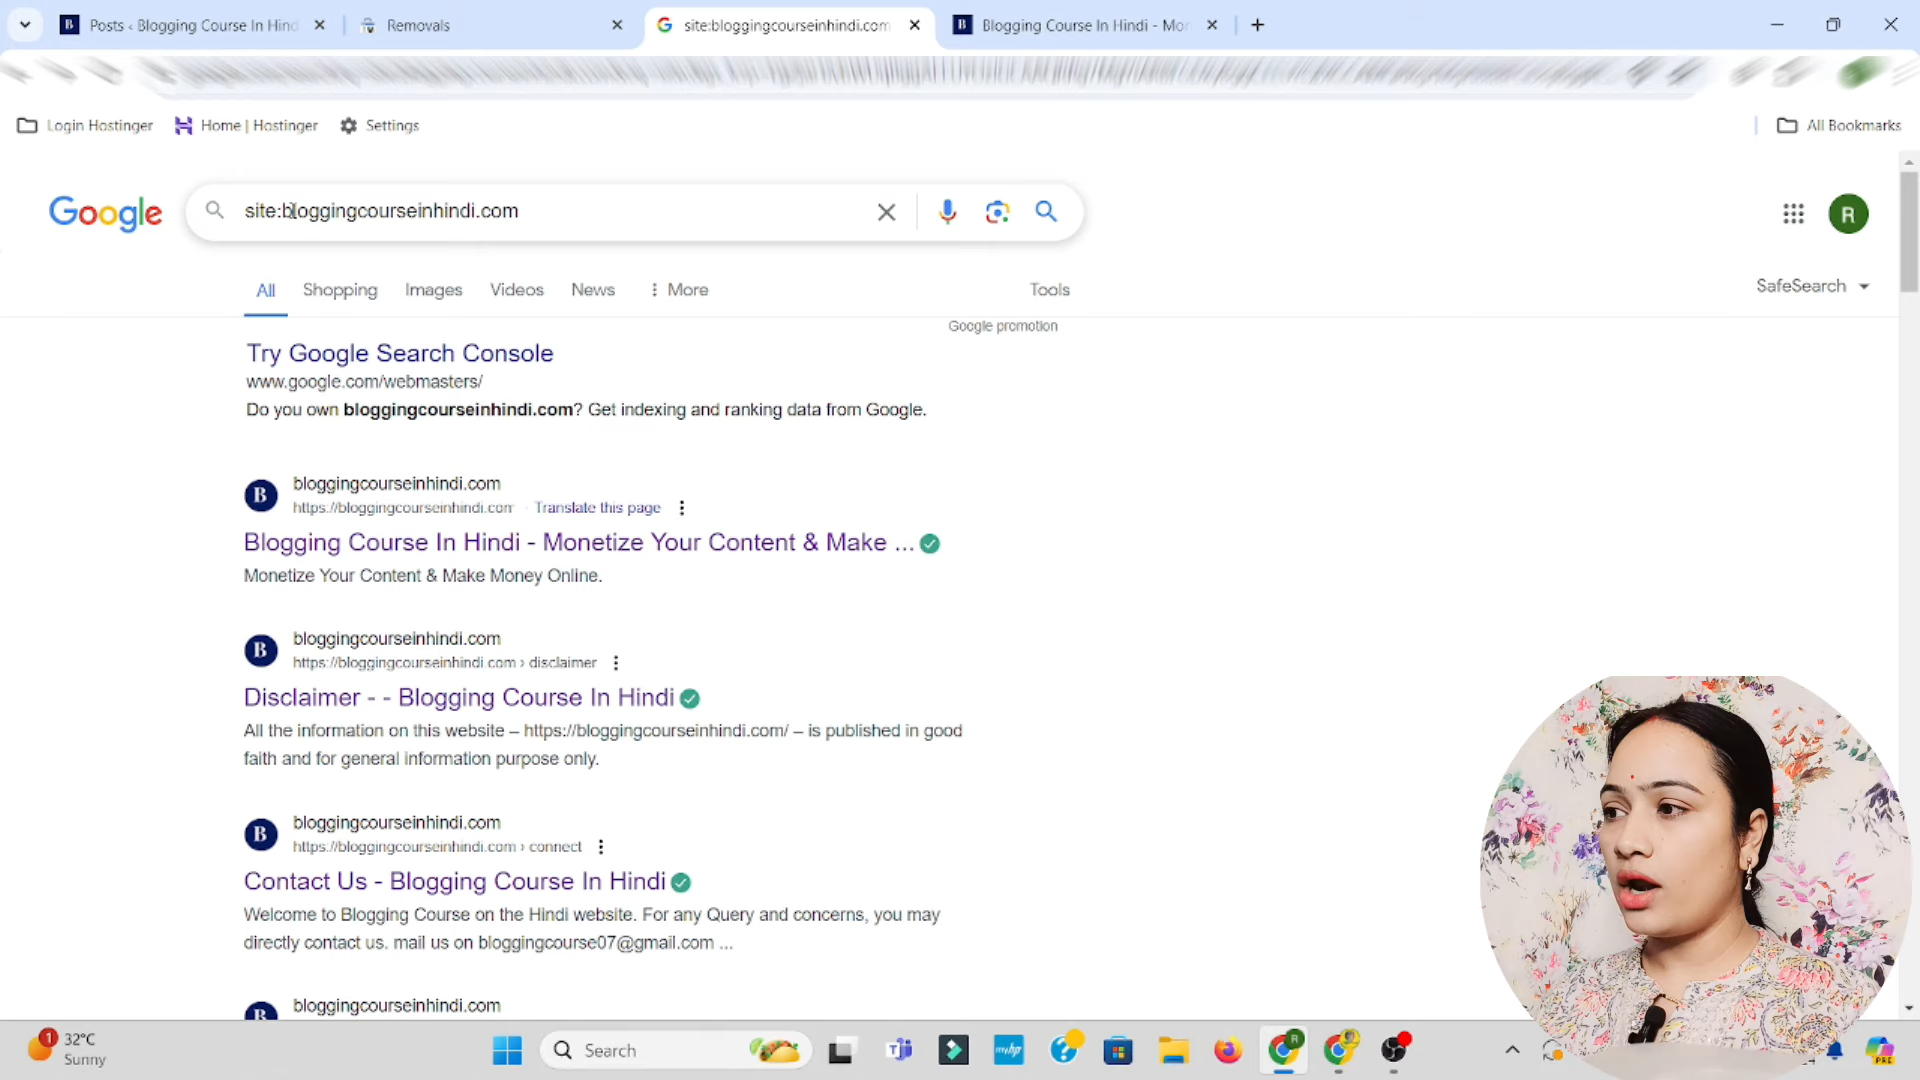 Posts ‹ Blogging Course In Hind
Removals
site:bloggingcourseinhindi.com
Blogging Course In Hindi - Mor
Login Hostinger
Home | Hostinger
Settings
All Bookmarks
Google
site:bloggingcourseinhindi.com
R
All
Shopping
Images
Videos
News
More
Tools
SafeSearch
Google promotion
Try Google Search Console
www.google.com/webmasters/
Do you own bloggingcourseinhindi.com? Get indexing and ranking data from Google.
B
bloggingcourseinhindi.com
https://bloggingcourseinhindi.com · Translate this page
Blogging Course In Hindi - Monetize Your Content & Make ...
Monetize Your Content & Make Money Online.
B
bloggingcourseinhindi.com
https://bloggingcourseinhindi.com › disclaimer
Disclaimer - - Blogging Course In Hindi
All the information on this website – https://bloggingcourseinhindi.com/ – is published in good
faith and for general information purpose only.
B
bloggingcourseinhindi.com
https://bloggingcourseinhindi.com › connect
Contact Us - Blogging Course In Hindi
Welcome to Blogging Course on the Hindi website. For any Query and concerns, you may
directly contact us. mail us on bloggingcourse07@gmail.com ...
B
bloggingcourseinhindi.com
1
32°C
Sunny
Search
myhp
R
PRE